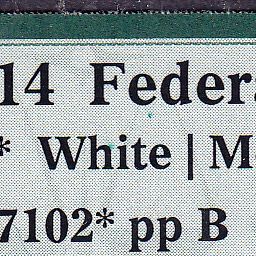 14 Federa
* White | M
7102* pp B